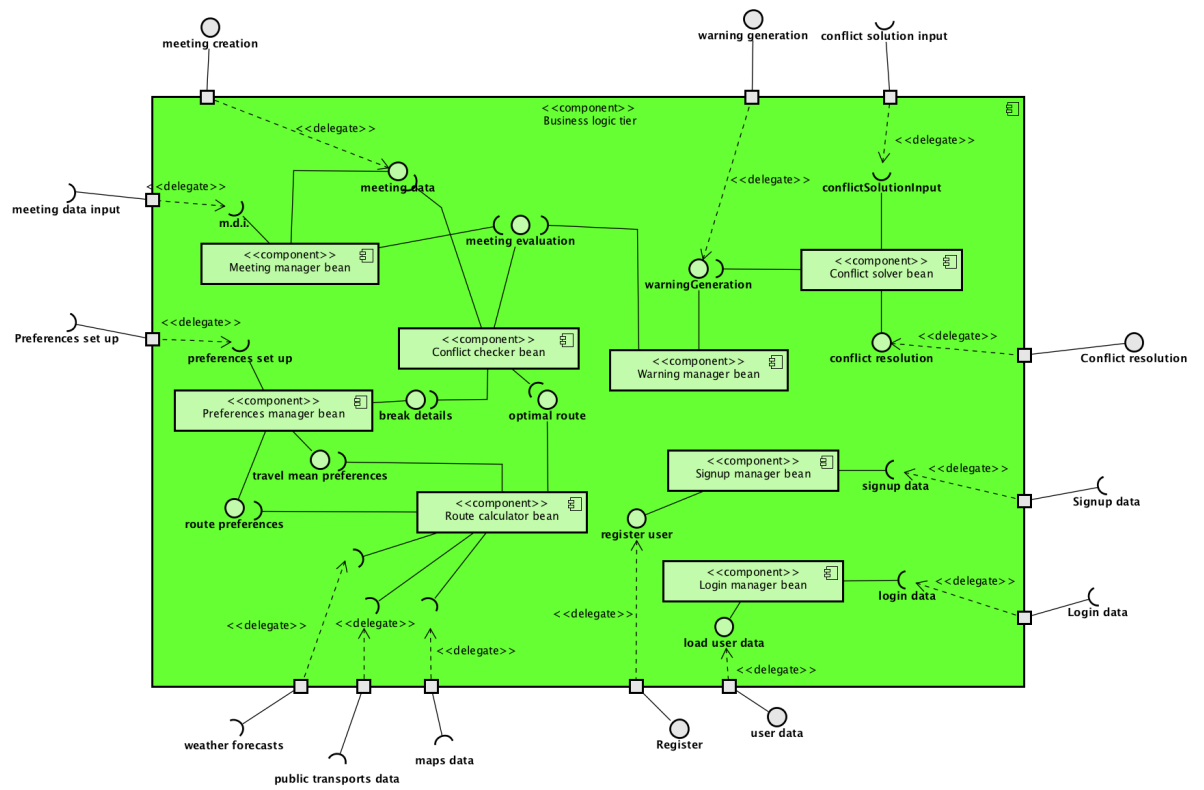 meeting creation
warning generation
conflict solution input
<<component>>
Business logic tier
<<delegate>>
<<delegate>>
<<delegate>>
<<delegate>>
meeting data
conflictSolutionInput
meeting data input
m.d.i.
meeting evaluation
<<component>>
Meeting manager bean
<<component>>
Conflict solver bean
warningGeneration
<<delegate>>
Preferences set up
preferences set up
<<component>>
Conflict checker bean
<<delegate>>
conflict resolution
Conflict resolution
<<component>>
Warning manager bean
<<component>>
Preferences manager bean
break details
optimal route
<<component>>
Signup manager bean
<<delegate>>
travel mean preferences
signup data
Signup data
<<component>>
Route calculator bean
route preferences
register user
<<component>>
Login manager bean
<<delegate>>
login data
Login data
<<delegate>>
<<delegate>>
<<delegate>>
load user data
<<delegate>>
<<delegate>>
weather forecasts
public transports data
maps data
Register
user data